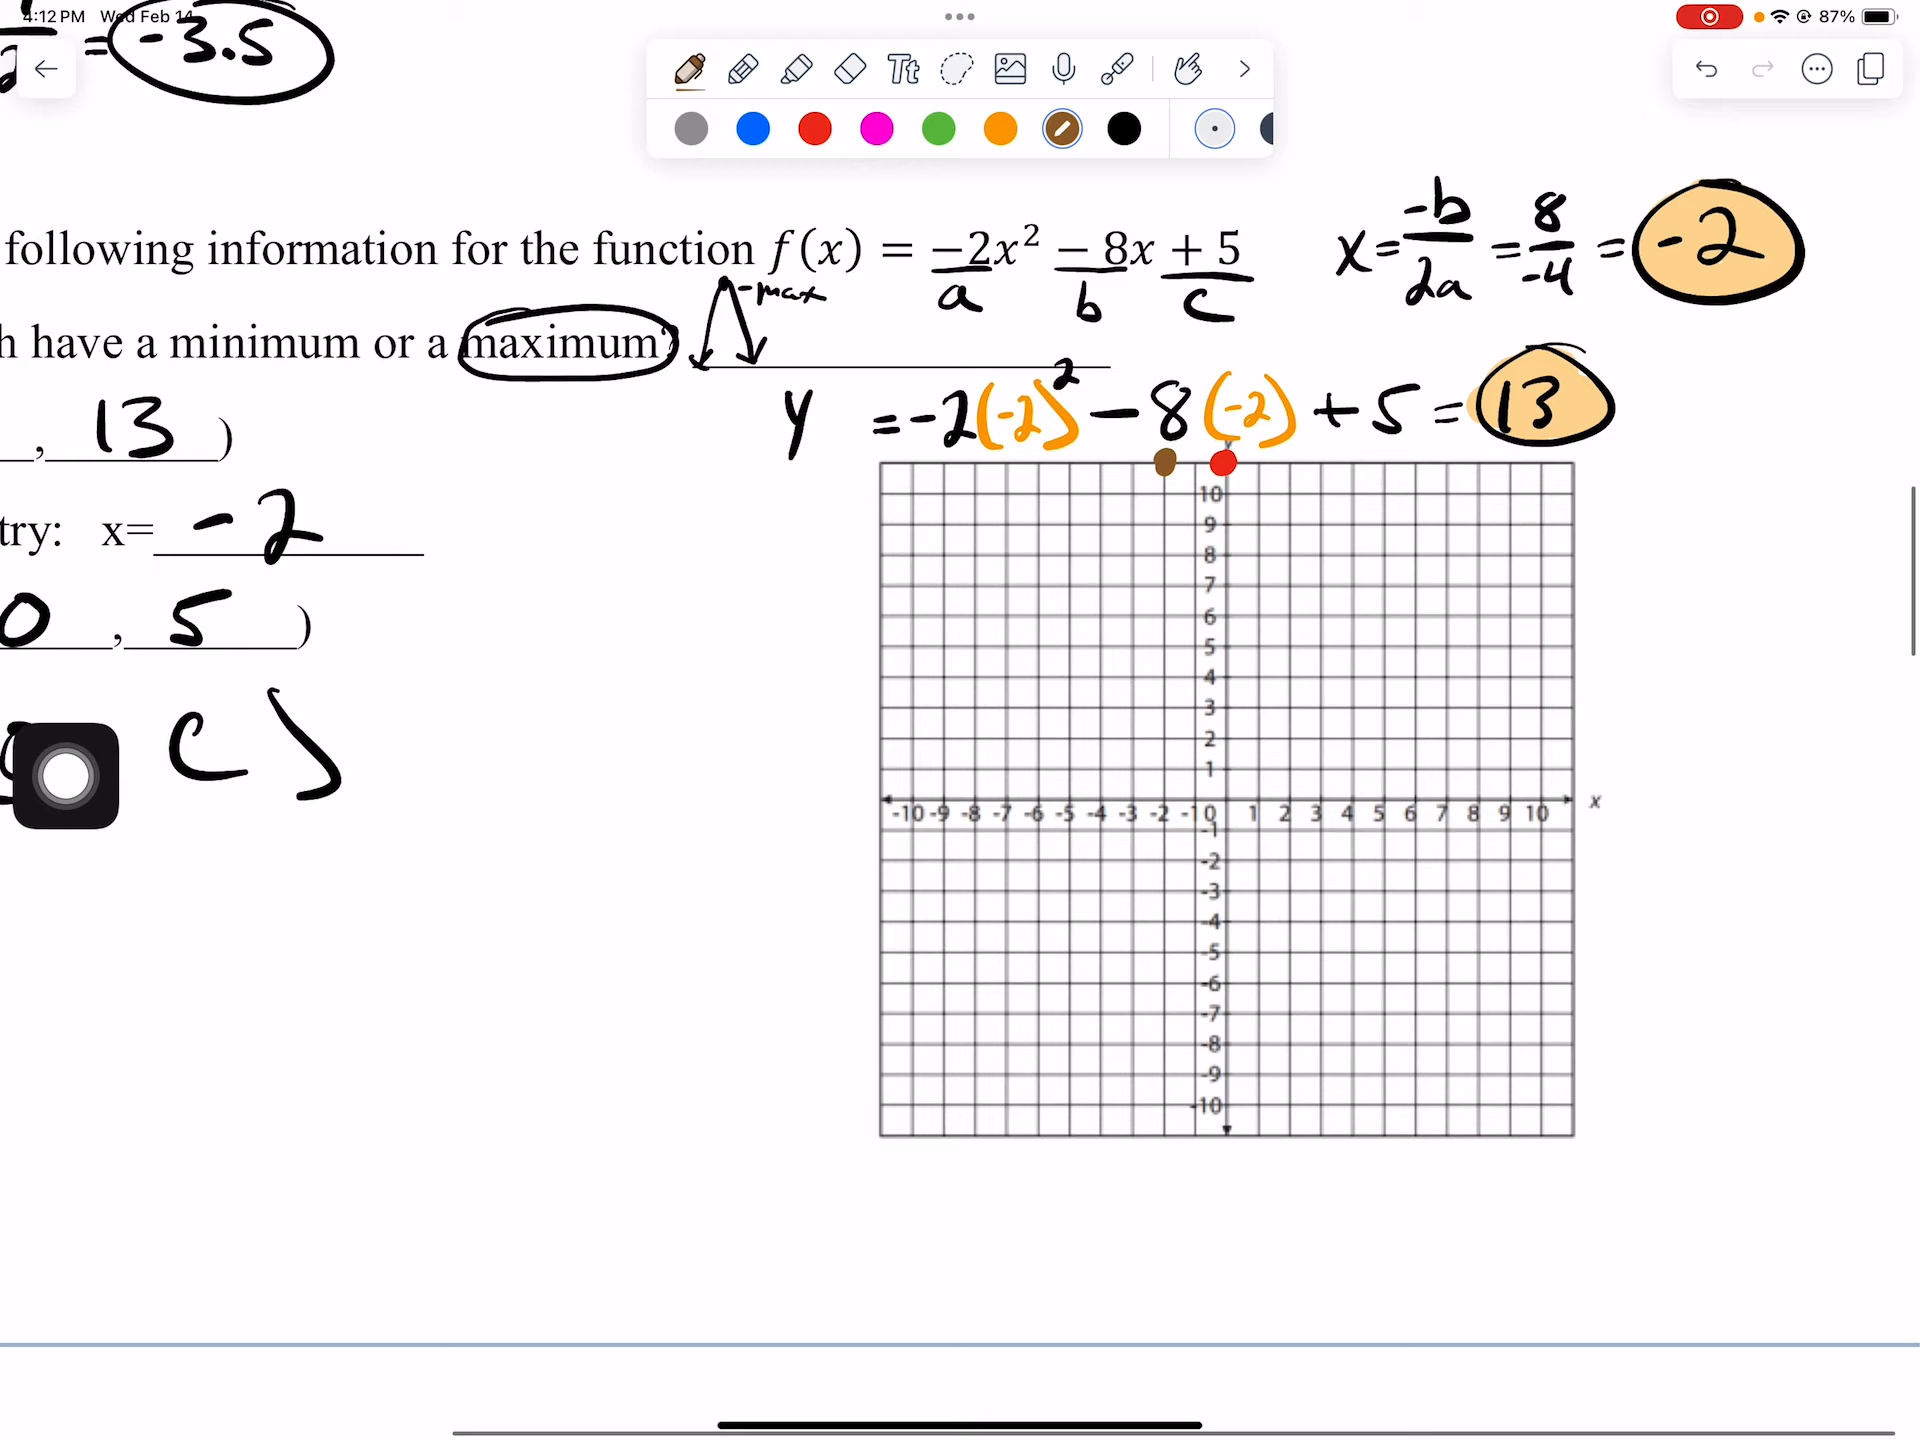 4:12 PM Wed Feb 14
87%
= -3.5
Tt
following information for the function f(x) = −2x² − 8x + 5
a b c
x = -b/2a = 8/-4 = -2
-max
h have a minimum or a maximum?
y = -2(-2)² - 8(-2) + 5 = 13
, 13 )
try: x= -2
0 , 5 )
c )
y
10
9
8
7
6
5
4
3
2
1
-10 -9 -8 -7 -6 -5 -4 -3 -2 -1 0 1 2 3 4 5 6 7 8 9 10 x
-1
-2
-3
-4
-5
-6
-7
-8
-9
-10